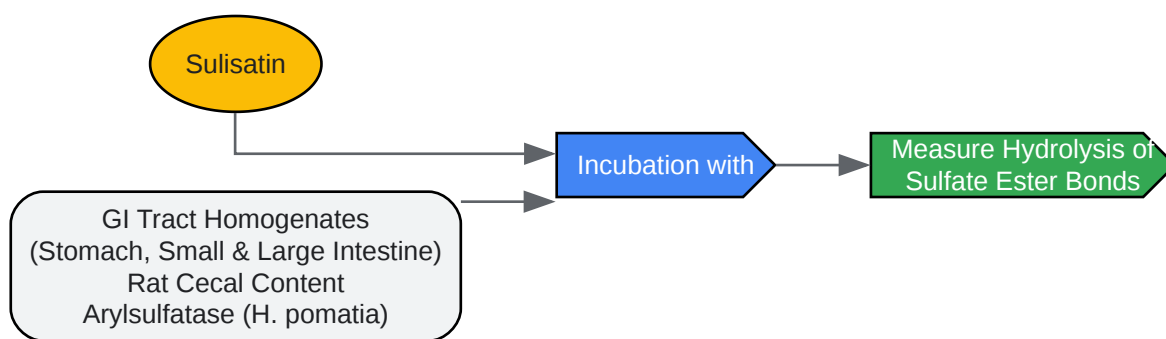 Sulisatin
Incubation with
Measure Hydrolysis of
Sulfate Ester Bonds
GI Tract Homogenates
(Stomach, Small & Large Intestine)
Rat Cecal Content
Arylsulfatase (H. pomatia)